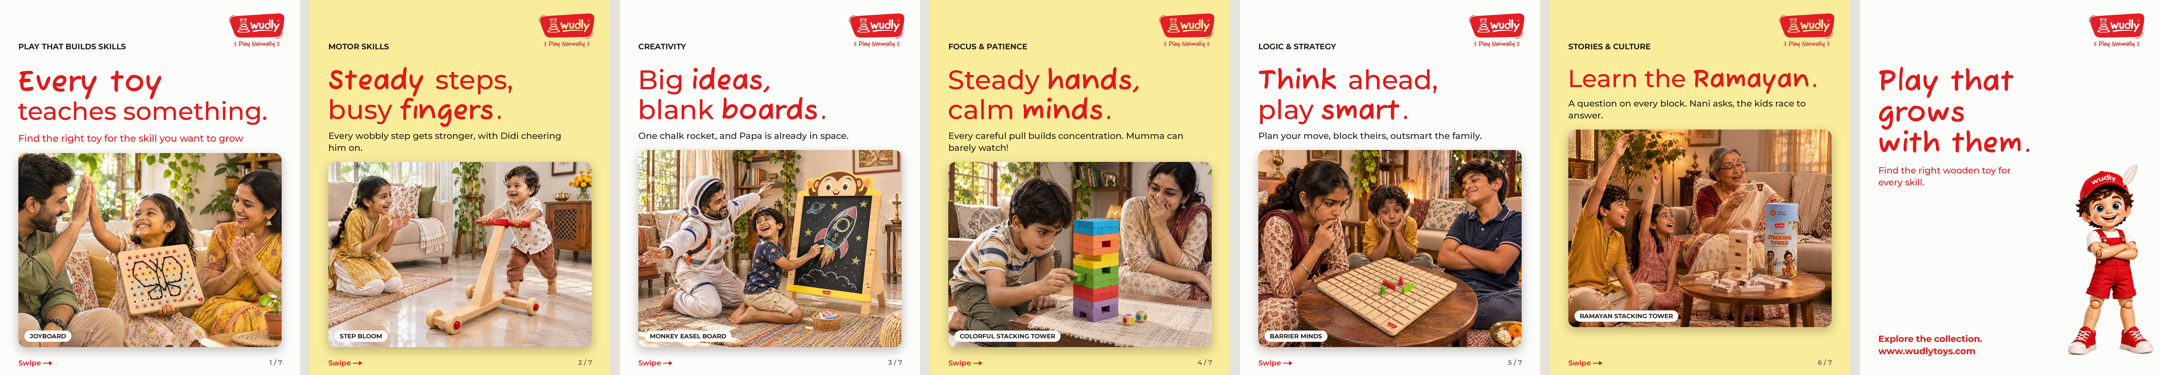 wudly
Play Naturally
PLAY THAT BUILDS SKILLS
Every toy
teaches something.
Find the right toy for the skill you want to grow
JOYBOARD
Swipe →
1 / 7
wudly
Play Naturally
MOTOR SKILLS
Steady steps,
busy fingers.
Every wobbly step gets stronger, with Didi cheering
him on.
STEP BLOOM
Swipe →
2 / 7
wudly
Play Naturally
CREATIVITY
Big ideas,
blank boards.
One chalk rocket, and Papa is already in space.
MONKEY EASEL BOARD
Swipe →
3 / 7
wudly
Play Naturally
FOCUS & PATIENCE
Steady hands,
calm minds.
Every careful pull builds concentration. Mumma can
barely watch!
COLORFUL STACKING TOWER
Swipe →
4 / 7
wudly
Play Naturally
LOGIC & STRATEGY
Think ahead,
play smart.
Plan your move, block theirs, outsmart the family.
BARRIER MINDS
Swipe →
5 / 7
wudly
Play Naturally
STORIES & CULTURE
Learn the Ramayan.
A question on every block. Nani asks, the kids race to
answer.
STACKING
TOWER
RAMAYAN STACKING TOWER
Swipe →
6 / 7
wudly
Play Naturally
Play that
grows
with them.
Find the right wooden toy for
every skill.
wudly
Explore the collection.
www.wudlytoys.com